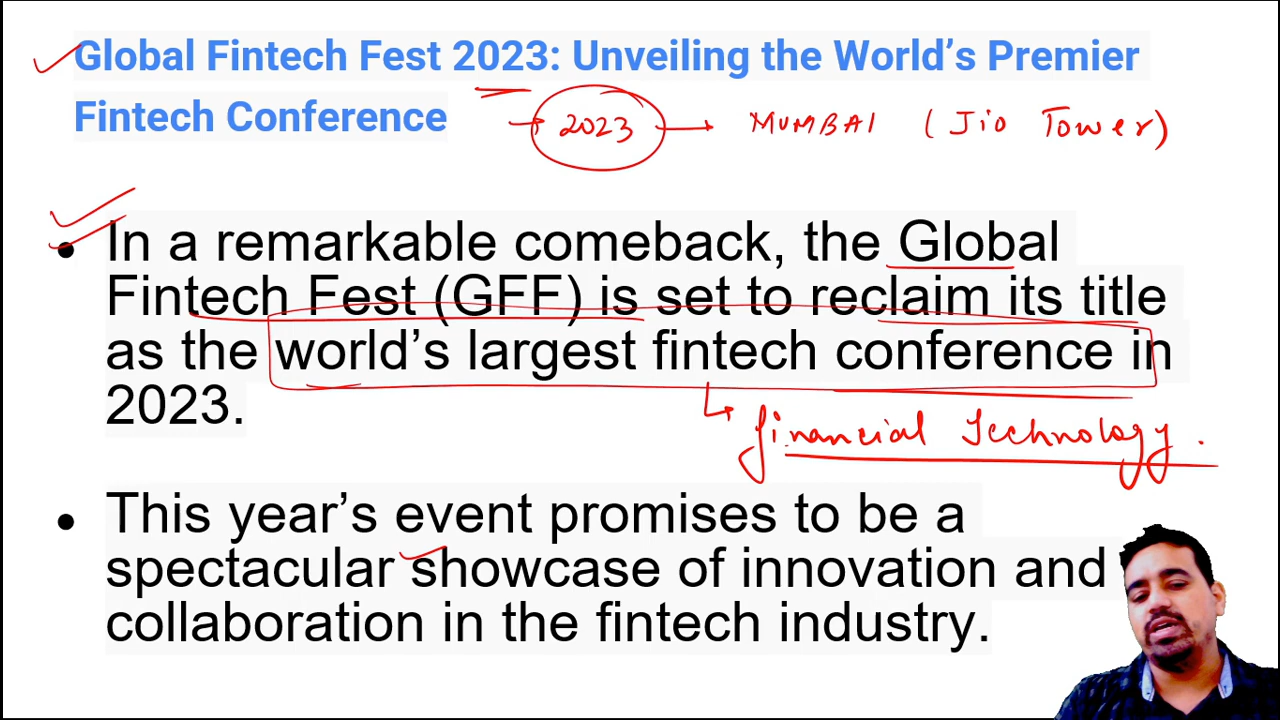 Global Fintech Fest 2023: Unveiling the World's Premier
Fintech Conference
2023 MUMBAI (Jio Tower)
• In a remarkable comeback, the Global
Fintech Fest (GFF) is set to reclaim its title
as the world's largest fintech conference in
2023.
financial Technology.
• This year's event promises to be a
spectacular showcase of innovation and
collaboration in the fintech industry.